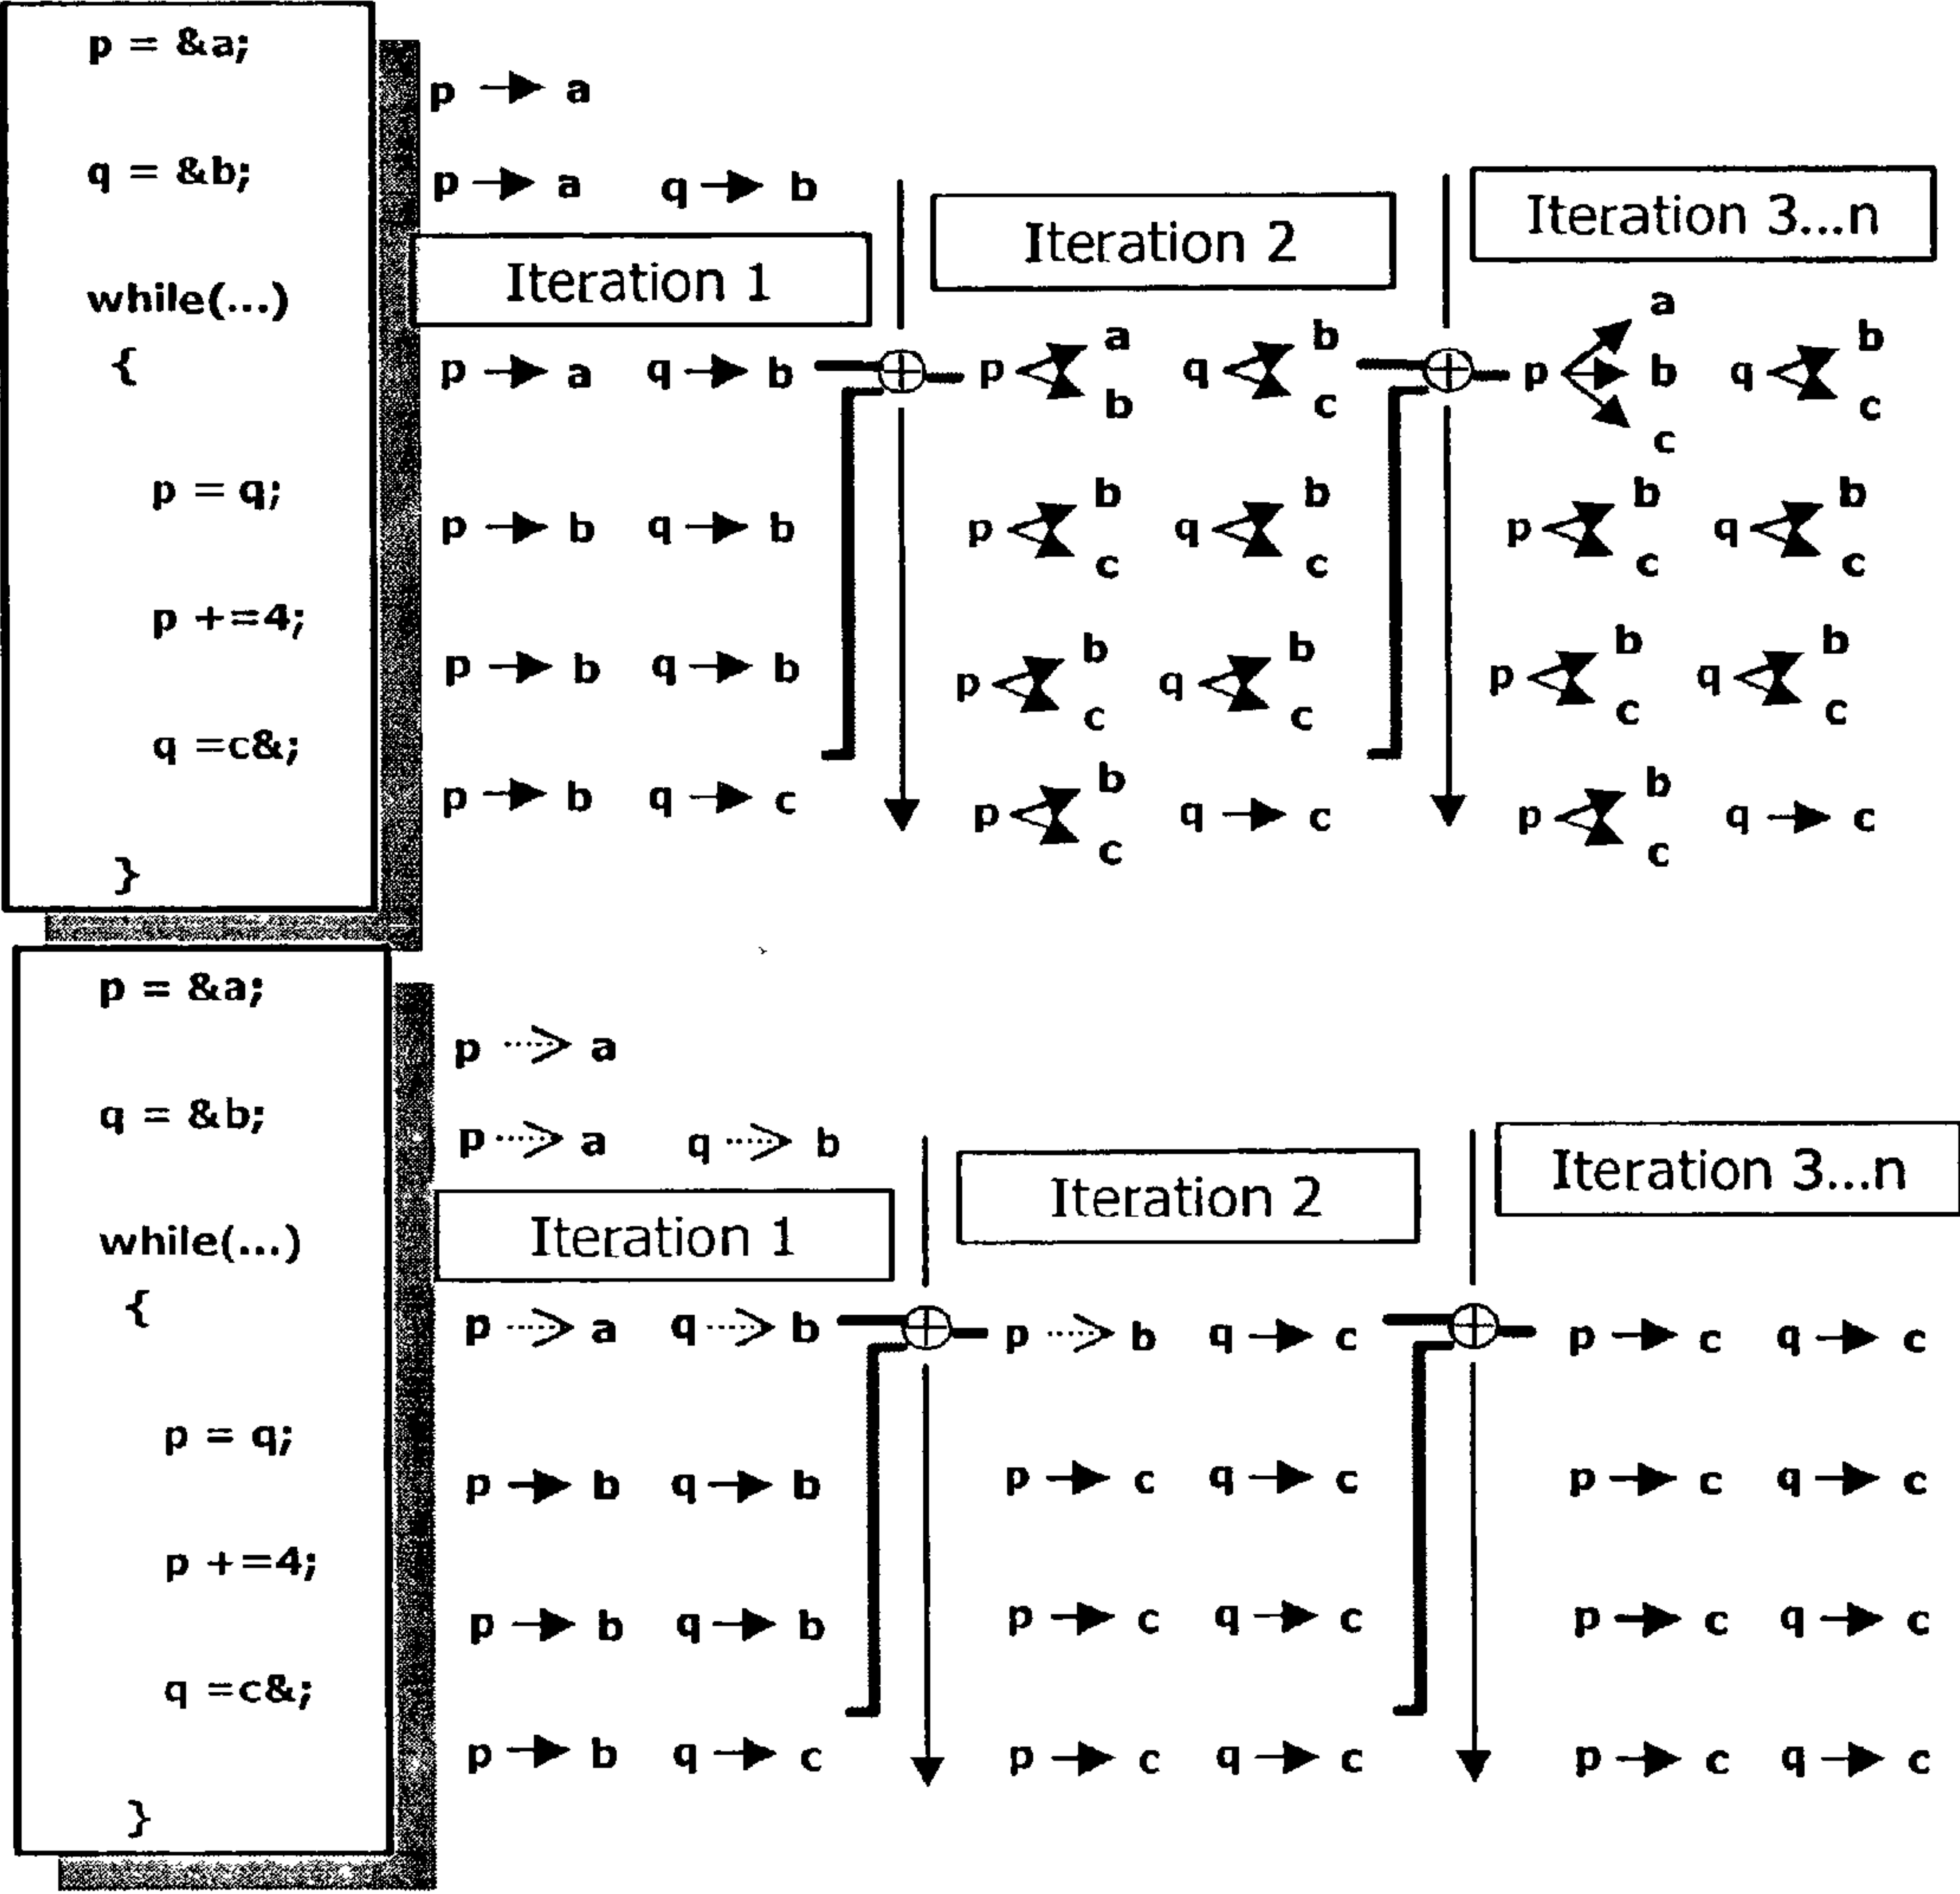 p = &a;
p a
q = &b;
p a q b
Iteration 1 Iteration 2 Iteration 3...n
while(...)
{
p a q b p a b q b c p a b c q b c
p = q;
p b q b p b c q b c p b c q b c
p +=4;
p b q b p b c q b c p b c q b c
q =c&;
p b q c p b c q c p b c q c
}
p = &a;
p a
q = &b;
p a q b
Iteration 1 Iteration 2 Iteration 3...n
while(...)
{
p a q b p b q c p c q c
p = q;
p b q b p c q c p c q c
p +=4;
p b q b p c q c p c q c
q =c&;
p b q c p c q c p c q c
}